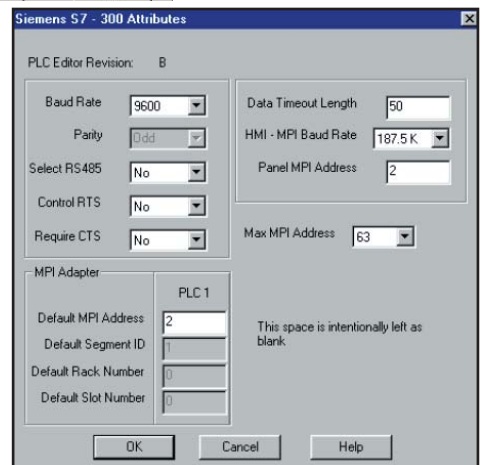 Siemens S7 - 300 Attributes
PLC Editor Revision: B
Baud Rate 9600
Parity Odd
Select RS485 No
Control RTS No
Require CTS No
Data Timeout Length 50
HMI - MPI Baud Rate 187.5 K
Panel MPI Address 2
Max MPI Address 63
MPI Adapter
PLC 1
Default MPI Address 2
Default Segment ID 1
Default Rack Number 0
Default Slot Number 0
This space is intentionally left as
blank
OK Cancel Help